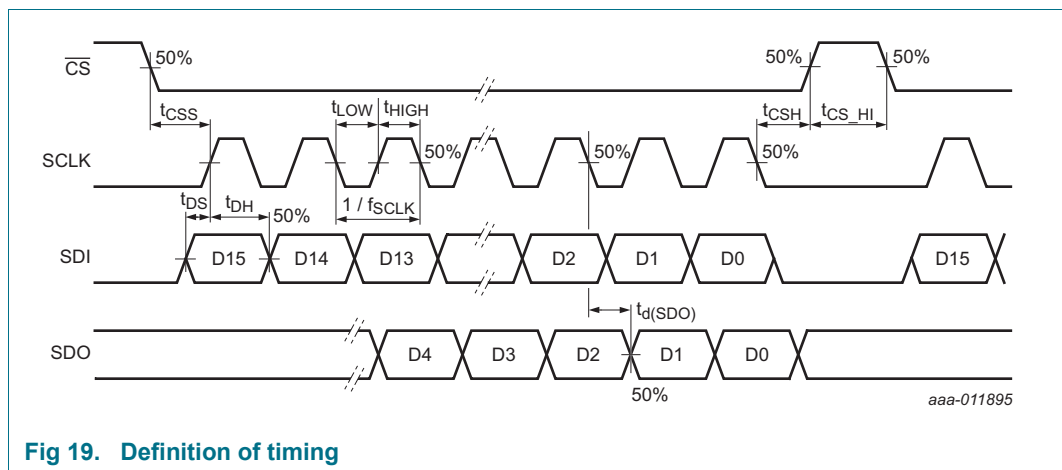 CS
50%
50%
50%
tCSS
tLOW
tHIGH
tCSH
tCS_HI
SCLK
50%
50%
50%
tDS
tDH
50%
1 / fSCLK
SDI
D15
D14
D13
D2
D1
D0
D15
td(SDO)
SDO
D4
D3
D2
D1
D0
50%
aaa-011895
Fig 19. Definition of timing